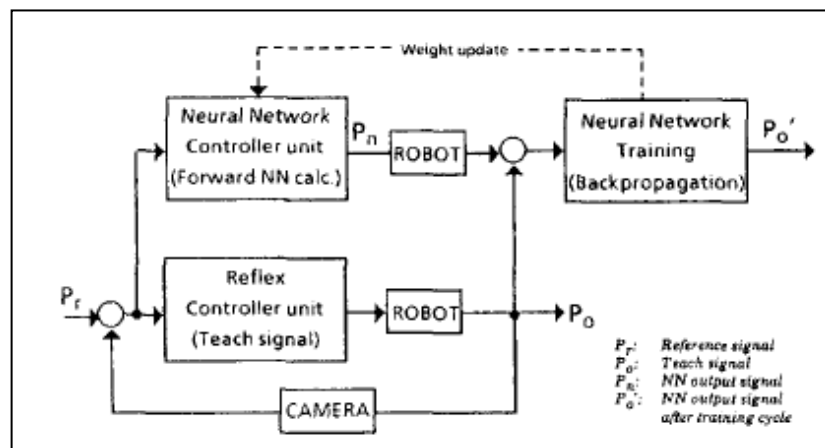 Weight update
Neural Network
Controller unit
(Forward NN calc.)
Pn
ROBOT
Neural Network
Training
(Backpropagation)
Po'
Pr
Reflex
Controller unit
(Teach signal)
ROBOT
Po
CAMERA
Pr: Reference signal
Po: Teach signal
Pn: NN output signal
Po': NN output signal
after training cycle